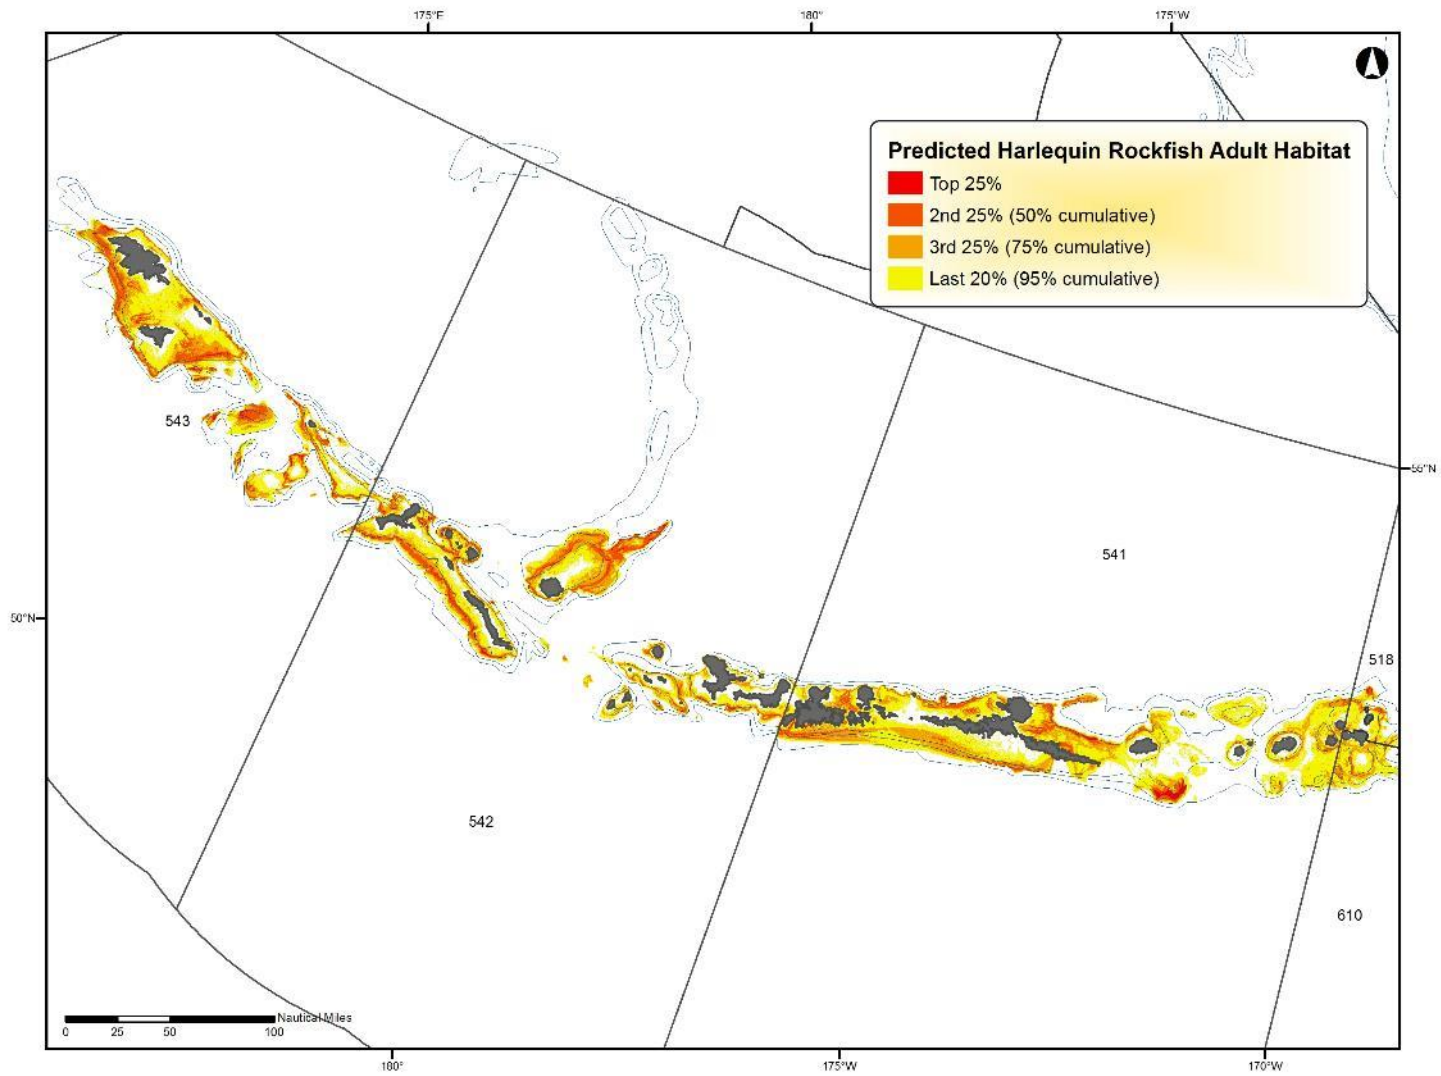 175°E
180°
175°W
Predicted Harlequin Rockfish Adult Habitat
Top 25%
2nd 25% (50% cumulative)
3rd 25% (75% cumulative)
Last 20% (95% cumulative)
543
55°N
541
50°N
518
542
610
Nautical Miles
0 25 50 100
180°
175°W
170°W